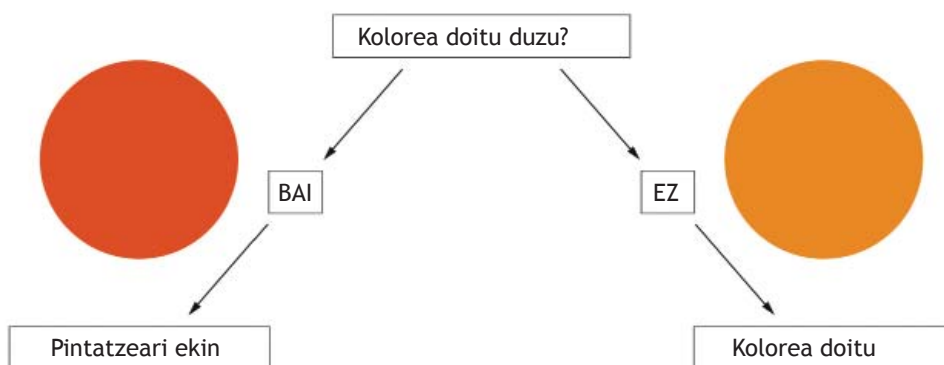 Kolorea doitu duzu?
BAI
EZ
Pintatzeari ekin
Kolorea doitu